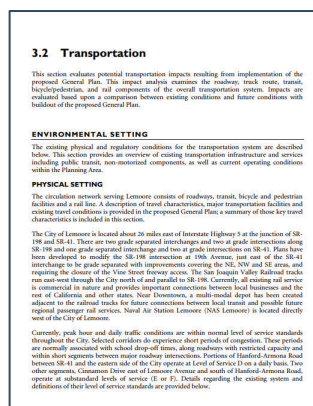 3.2 Transportation
This section evaluates potential transportation impacts resulting from implementation of the
proposed General Plan. This impact analysis examines the roadway, truck route, transit,
bicycle/pedestrian, and rail components of the overall transportation system. Impacts are
evaluated based upon a comparison between existing conditions and future conditions with
buildout of the proposed General Plan.
ENVIRONMENTAL SETTING
The existing physical and regulatory conditions for the transportation system are described
below. This section provides an overview of existing transportation infrastructure and services
including public transit, non-motorized components, as well as current operating conditions
within the Planning Area.
PHYSICAL SETTING
The circulation network serving Lemoore consists of roadways, transit, bicycle and pedestrian
facilities and a rail line. A description of travel characteristics, major transportation facilities and
existing travel conditions is provided in the proposed General Plan; a summary of those key travel
characteristics is included in this section.
The City of Lemoore is located about 26 miles east of Interstate Highway 5 at the junction of SR-
198 and SR-41. There are two grade separated interchanges and two at grade intersections along
SR-198 and one grade separated interchange and two at grade intersections on SR-41. Plans have
been developed to modify the SR-198 intersection at 19th Avenue, just east of the SR-41
interchange to be grade separated with improvements covering the NE, NW and SE areas, and
requiring the closure of the Vine Street freeway access. The San Joaquin Valley Railroad tracks
run east-west through the City north of and parallel to SR-198. Currently, all existing rail service
is commercial in nature and provides important connections between local businesses and the
rest of California and other states. Near Downtown, a multi-modal depot has been created
adjacent to the railroad tracks for future connections between local transit and possible future
regional passenger rail services. Naval Air Station Lemoore (NAS Lemoore) is located directly
west of the City of Lemoore.
Currently, peak hour and daily traffic conditions are within normal level of service standards
throughout the City. Selected corridors do experience short periods of congestion. These periods
are normally associated with school drop-off times, along roadways with restricted capacity and
within short segments between major roadway intersections. Portions of Hanford-Armona Road
between SR-41 and the eastern side of the City operate at Level of Service D on a daily basis. Two
other segments, Cinnamon Drive east of Lemoore Avenue and south of Hanford-Armona Road,
operate at substandard levels of service (E or F). Details regarding the existing system and
definitions of their level of service standards are provided below.